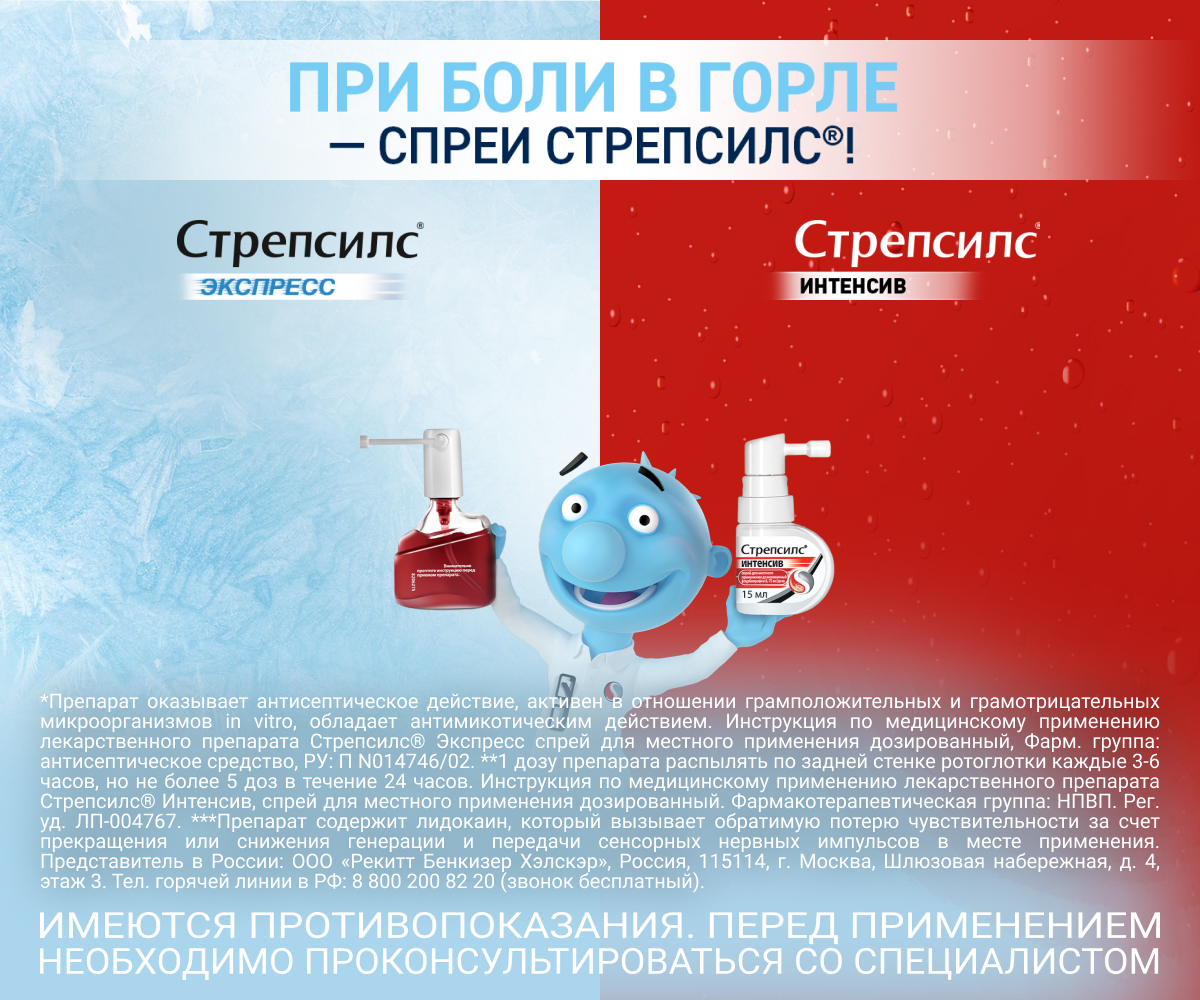 ПРИ БОЛИ В ГОРЛЕ
— СПРЕИ СТРЕПСИЛС®!
Стрепсилс®
ЭКСПРЕСС
Стрепсилс®
ИНТЕНСИВ
Внимательно
прочтите инструкцию перед
приемом препарата.
Стрепсилс®
ИНТЕНСИВ
15 мл
*Препарат оказывает антисептическое действие, активен в отношении грамположительных и грамотрицательных
микроорганизмов in vitro, обладает антимикотическим действием. Инструкция по медицинскому применению
лекарственного препарата Стрепсилс® Экспресс спрей для местного применения дозированный, Фарм. группа:
антисептическое средство, РУ: П N014746/02. **1 дозу препарата распылять по задней стенке ротоглотки каждые 3-6
часов, но не более 5 доз в течение 24 часов. Инструкция по медицинскому применению лекарственного препарата
Стрепсилс® Интенсив, спрей для местного применения дозированный. Фармакотерапевтическая группа: НПВП. Рег.
уд. ЛП-004767. ***Препарат содержит лидокаин, который вызывает обратимую потерю чувствительности за счет
прекращения или снижения генерации и передачи сенсорных нервных импульсов в месте применения.
Представитель в России: ООО «Рекитт Бенкизер Хэлскэр», Россия, 115114, г. Москва, Шлюзовая набережная, д. 4,
этаж 3. Тел. горячей линии в РФ: 8 800 200 82 20 (звонок бесплатный).
ИМЕЮТСЯ ПРОТИВОПОКАЗАНИЯ. ПЕРЕД ПРИМЕНЕНИЕМ
НЕОБХОДИМО ПРОКОНСУЛЬТИРОВАТЬСЯ СО СПЕЦИАЛИСТОМ